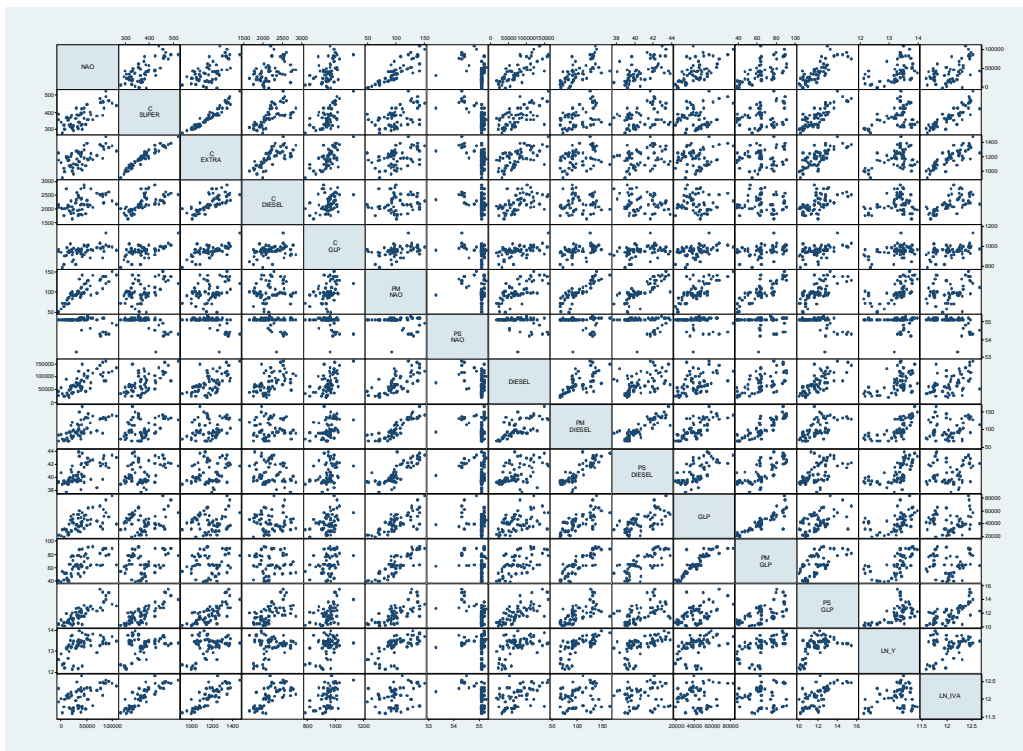 300 400 500 1500 2000 2500 3000 50 100 150 0 50000 100000 150000 38 40 42 44 40 60 80 100 12 13 14
NAO
100000
50000
0
500
400
300
C
SUPER
C
EXTRA
1400
1200
1000
3000
2500
2000
1500
C
DIESEL
C
GLP
1200
1000
800
150
100
50
PM
NAO
PS
NAO
55
54
53
150000
100000
50000
0
DIESEL
PM
DIESEL
150
100
50
44
42
40
38
PS
DIESEL
GLP
80000
60000
40000
20000
100
80
60
40
PM
GLP
PS
GLP
16
14
12
10
14
13
12
LN_Y
LN_IVA
12.5
12
11.5
0 50000 100000 1000 1200 1400 800 1000 1200 53 54 55 50 100 150 20000 40000 60000 80000 10 12 14 16 11.5 12 12.5